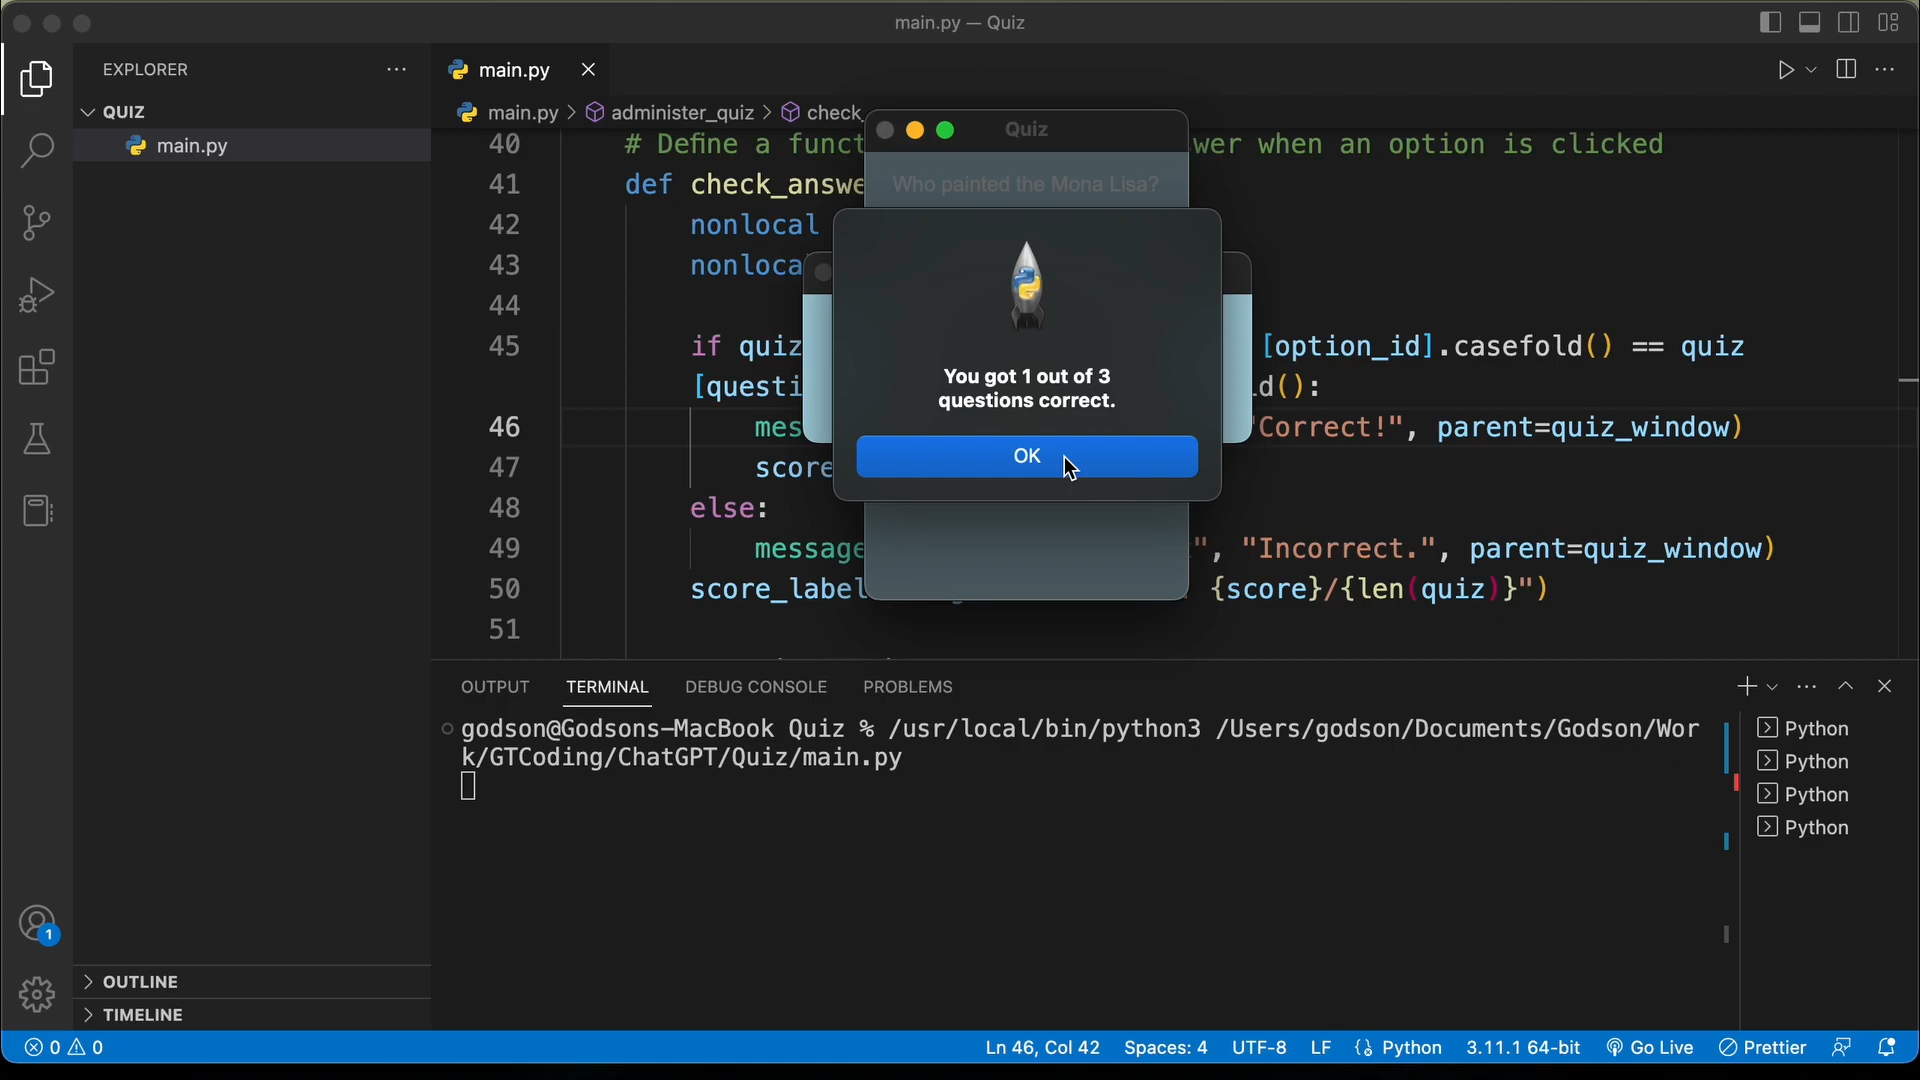 main.py — Quiz
EXPLORER
QUIZ
main.py
main.py
main.py > administer_quiz > check_
Quiz
Who painted the Mona Lisa?
40 # Define a funct wer when an option is clicked
41 def check_answe
42 nonlocal
43 nonloca
44
45 if quiz [option_id].casefold() == quiz
[questi d():
46 mes "Correct!", parent=quiz_window)
47 score
48 else:
49 message ", "Incorrect.", parent=quiz_window)
50 score_label {score}/{len(quiz)}")
51
You got 1 out of 3
questions correct.
OK
OUTPUT TERMINAL DEBUG CONSOLE PROBLEMS
godson@Godsons-MacBook Quiz % /usr/local/bin/python3 /Users/godson/Documents/Godson/Wor
k/GTCoding/ChatGPT/Quiz/main.py
Python
Python
Python
Python
1
OUTLINE
TIMELINE
0 0 Ln 46, Col 42 Spaces: 4 UTF-8 LF Python 3.11.1 64-bit Go Live Prettier